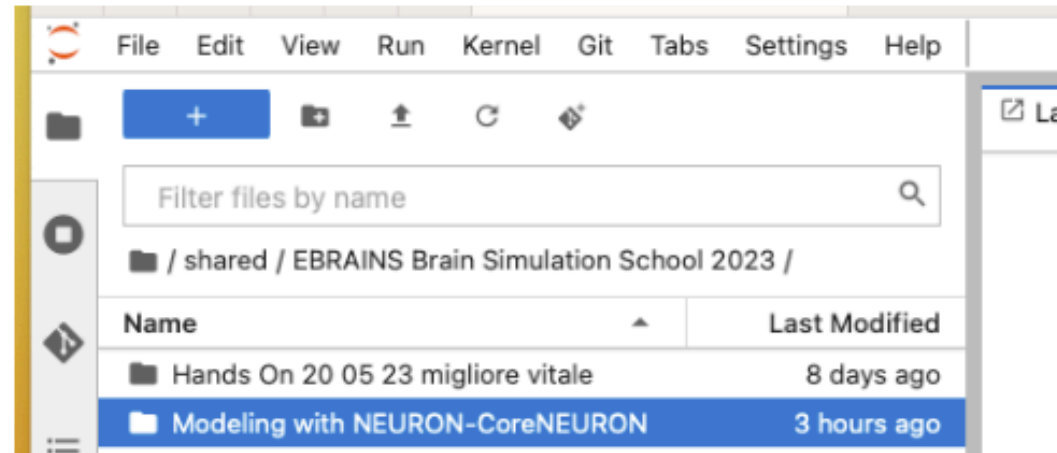 File Edit View Run Kernel Git Tabs Settings Help
Filter files by name
/ shared / EBRAINS Brain Simulation School 2023 /
Name Last Modified
Hands On 20 05 23 migliore vitale 8 days ago
Modeling with NEURON-CoreNEURON 3 hours ago